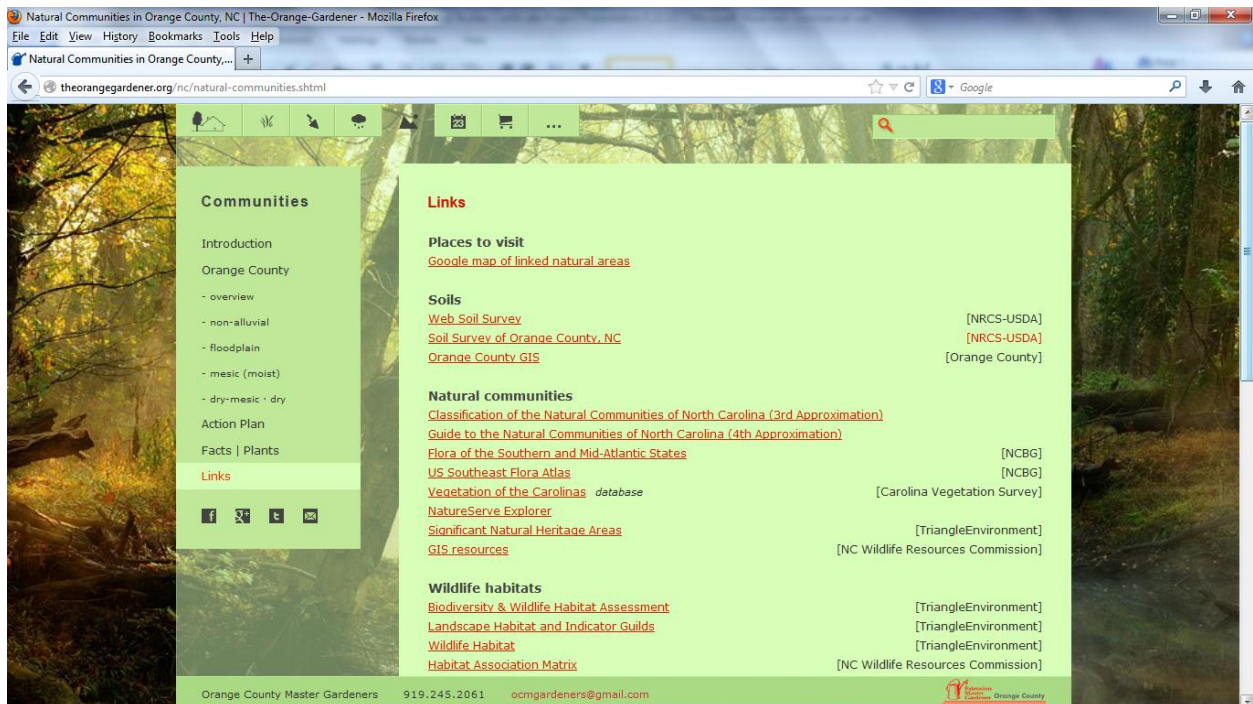 Natural Communities in Orange County, NC | The-Orange-Gardener - Mozilla Firefox
File Edit View History Bookmarks Tools Help
Natural Communities in Orange County,... +
theorangegardener.org/nc/natural-communities.shtml
8 Google
23 ...
Communities
Introduction
Orange County
- overview
- non-alluvial
- floodplain
- mesic (moist)
- dry-mesic · dry
Action Plan
Facts | Plants
Links
Links
Places to visit
Google map of linked natural areas
Soils
Web Soil Survey [NRCS-USDA]
Soil Survey of Orange County, NC [NRCS-USDA]
Orange County GIS [Orange County]
Natural communities
Classification of the Natural Communities of North Carolina (3rd Approximation)
Guide to the Natural Communities of North Carolina (4th Approximation)
Flora of the Southern and Mid-Atlantic States [NCBG]
US Southeast Flora Atlas [NCBG]
Vegetation of the Carolinas database [Carolina Vegetation Survey]
NatureServe Explorer
Significant Natural Heritage Areas [TriangleEnvironment]
GIS resources [NC Wildlife Resources Commission]
Wildlife habitats
Biodiversity & Wildlife Habitat Assessment [TriangleEnvironment]
Landscape Habitat and Indicator Guilds [TriangleEnvironment]
Wildlife Habitat [TriangleEnvironment]
Habitat Association Matrix [NC Wildlife Resources Commission]
Orange County Master Gardeners 919.245.2061 ocmgardeners@gmail.com
Extension
Master
Gardener Orange County